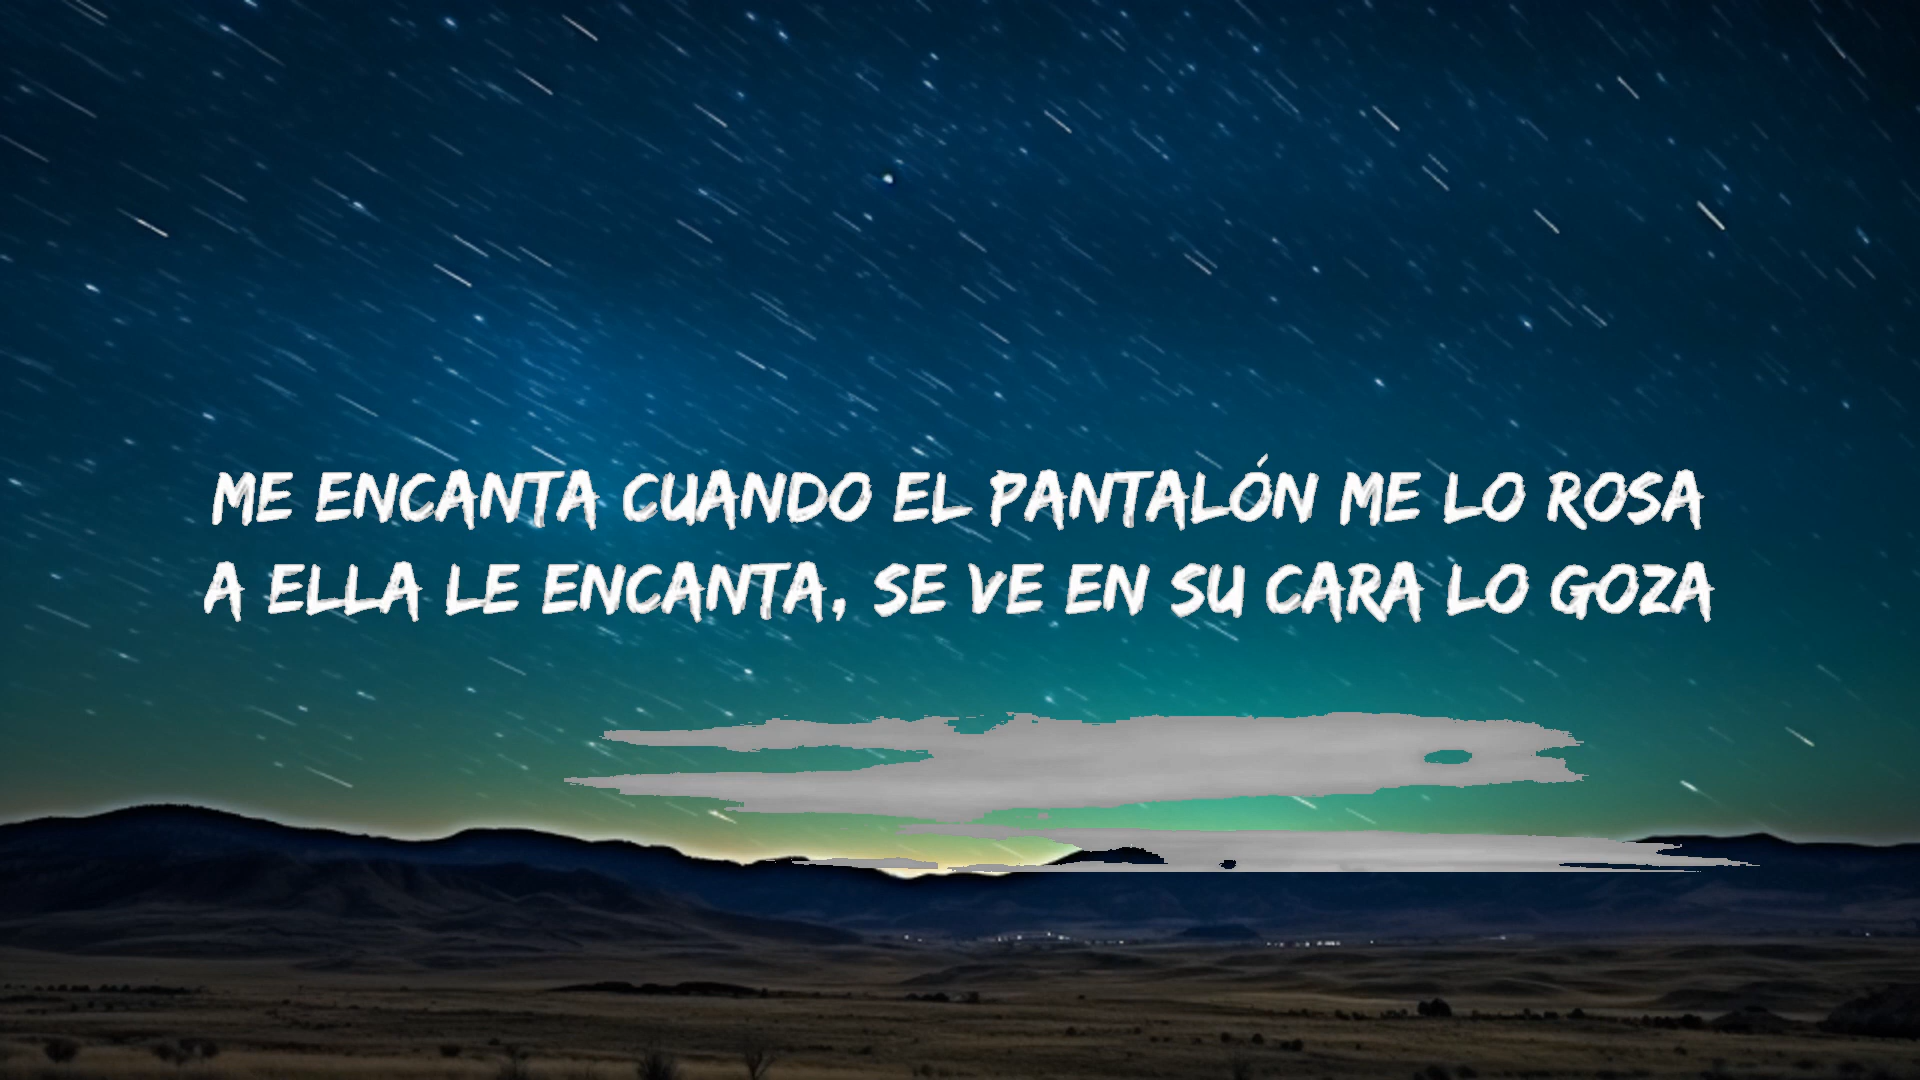 ME ENCANTA CUANDO EL PANTALÓN ME LO ROSA
A ELLA LE ENCANTA, SE VE EN SU CARA LO GOZA